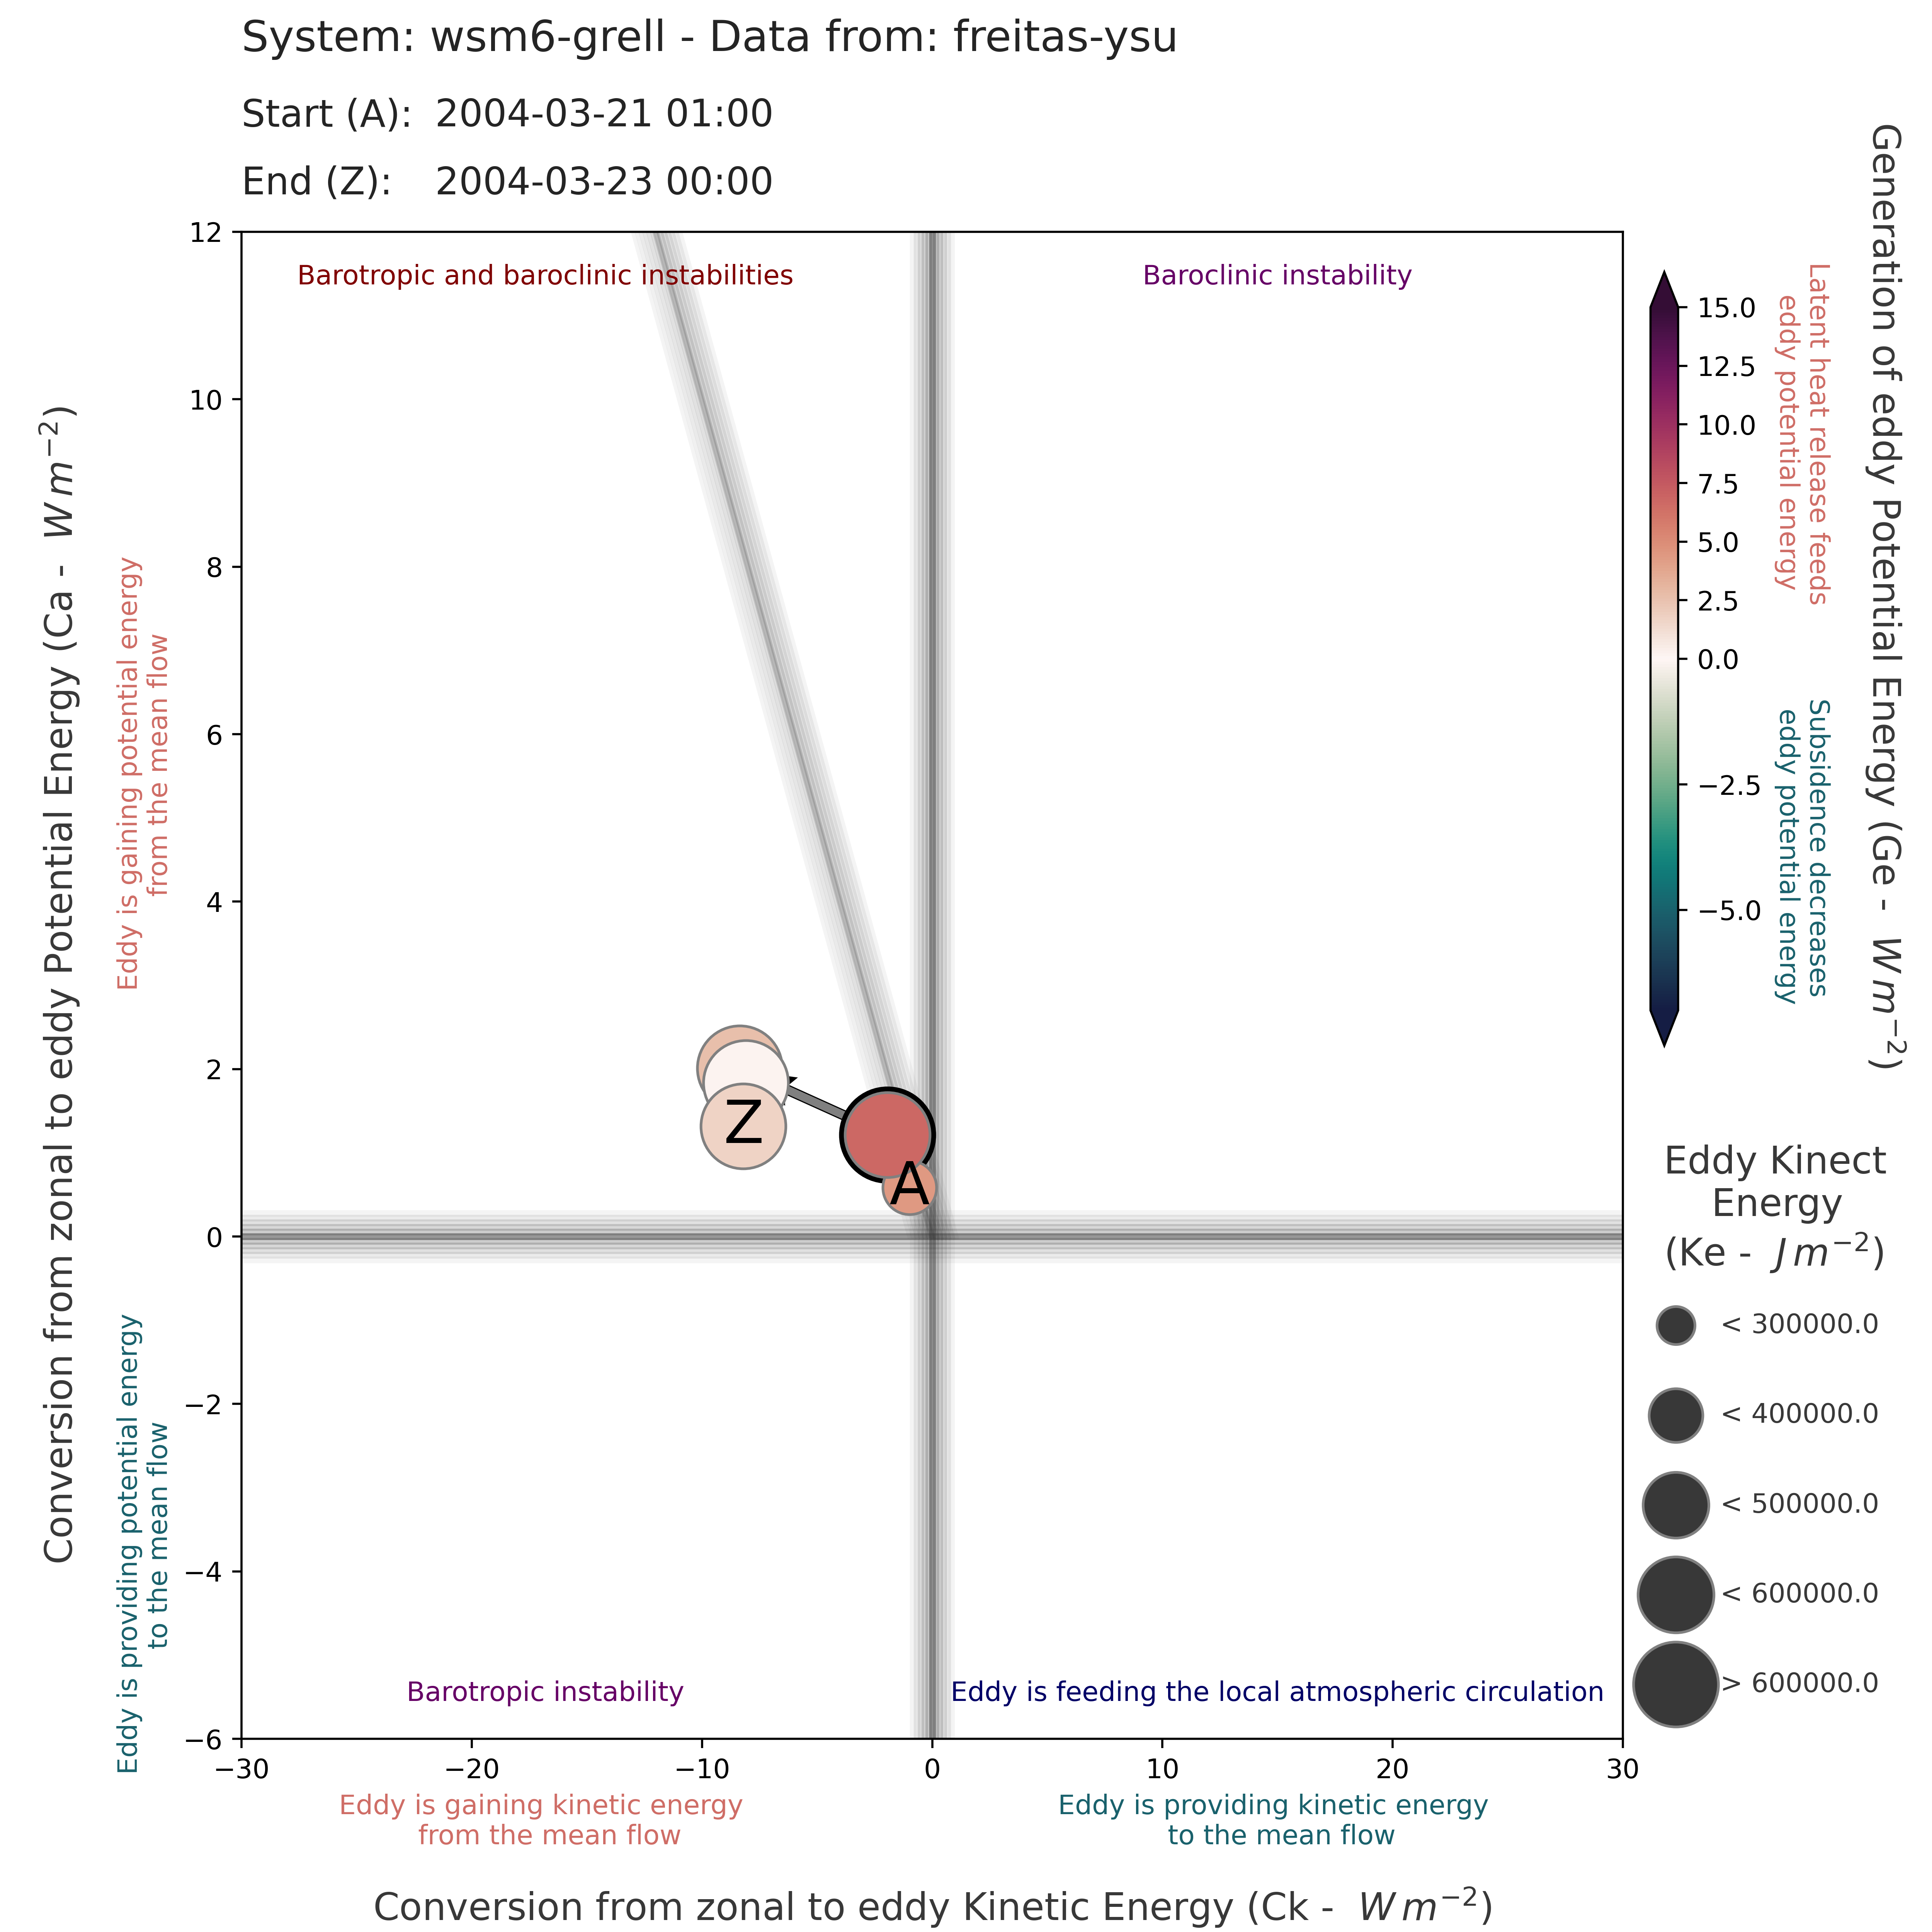 System: wsm6-grell - Data from: freitas-ysu
Start (A): 2004-03-21 01:00
End (Z): 2004-03-23 00:00
Conversion from zonal to eddy Potential Energy (Ca - W m⁻²)
Eddy is gaining potential energy
from the mean flow
Eddy is providing potential energy
to the mean flow
12
10
8
6
4
2
0
−2
−4
−6
Barotropic and baroclinic instabilities
Baroclinic instability
Z
A
Barotropic instability
Eddy is feeding the local atmospheric circulation
−30
−20
−10
0
10
20
30
Eddy is gaining kinetic energy
from the mean flow
Eddy is providing kinetic energy
to the mean flow
Conversion from zonal to eddy Kinetic Energy (Ck - W m⁻²)
15.0
12.5
10.0
7.5
5.0
2.5
0.0
−2.5
−5.0
Latent heat release feeds
eddy potential energy
Subsidence decreases
eddy potential energy
Generation of eddy Potential Energy (Ge - W m⁻²)
Eddy Kinect
Energy
(Ke - J m⁻²)
< 300000.0
< 400000.0
< 500000.0
< 600000.0
> 600000.0